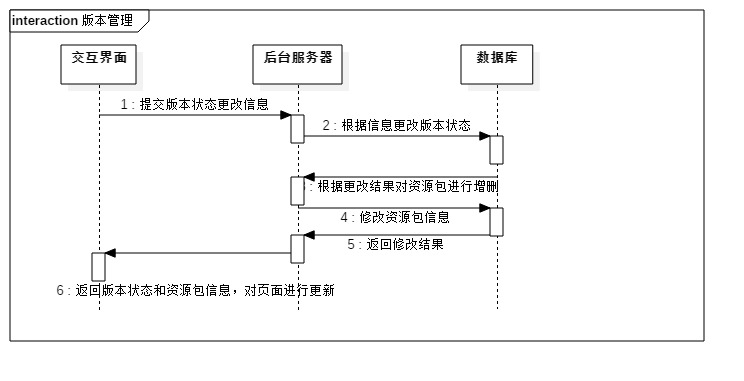 interaction 版本管理
交互界面
后台服务器
数据库
1 : 提交版本状态更改信息
2 : 根据信息更改版本状态
: 根据更改结果对资源包进行增删
4 : 修改资源包信息
5 : 返回修改结果
6 : 返回版本状态和资源包信息，对页面进行更新